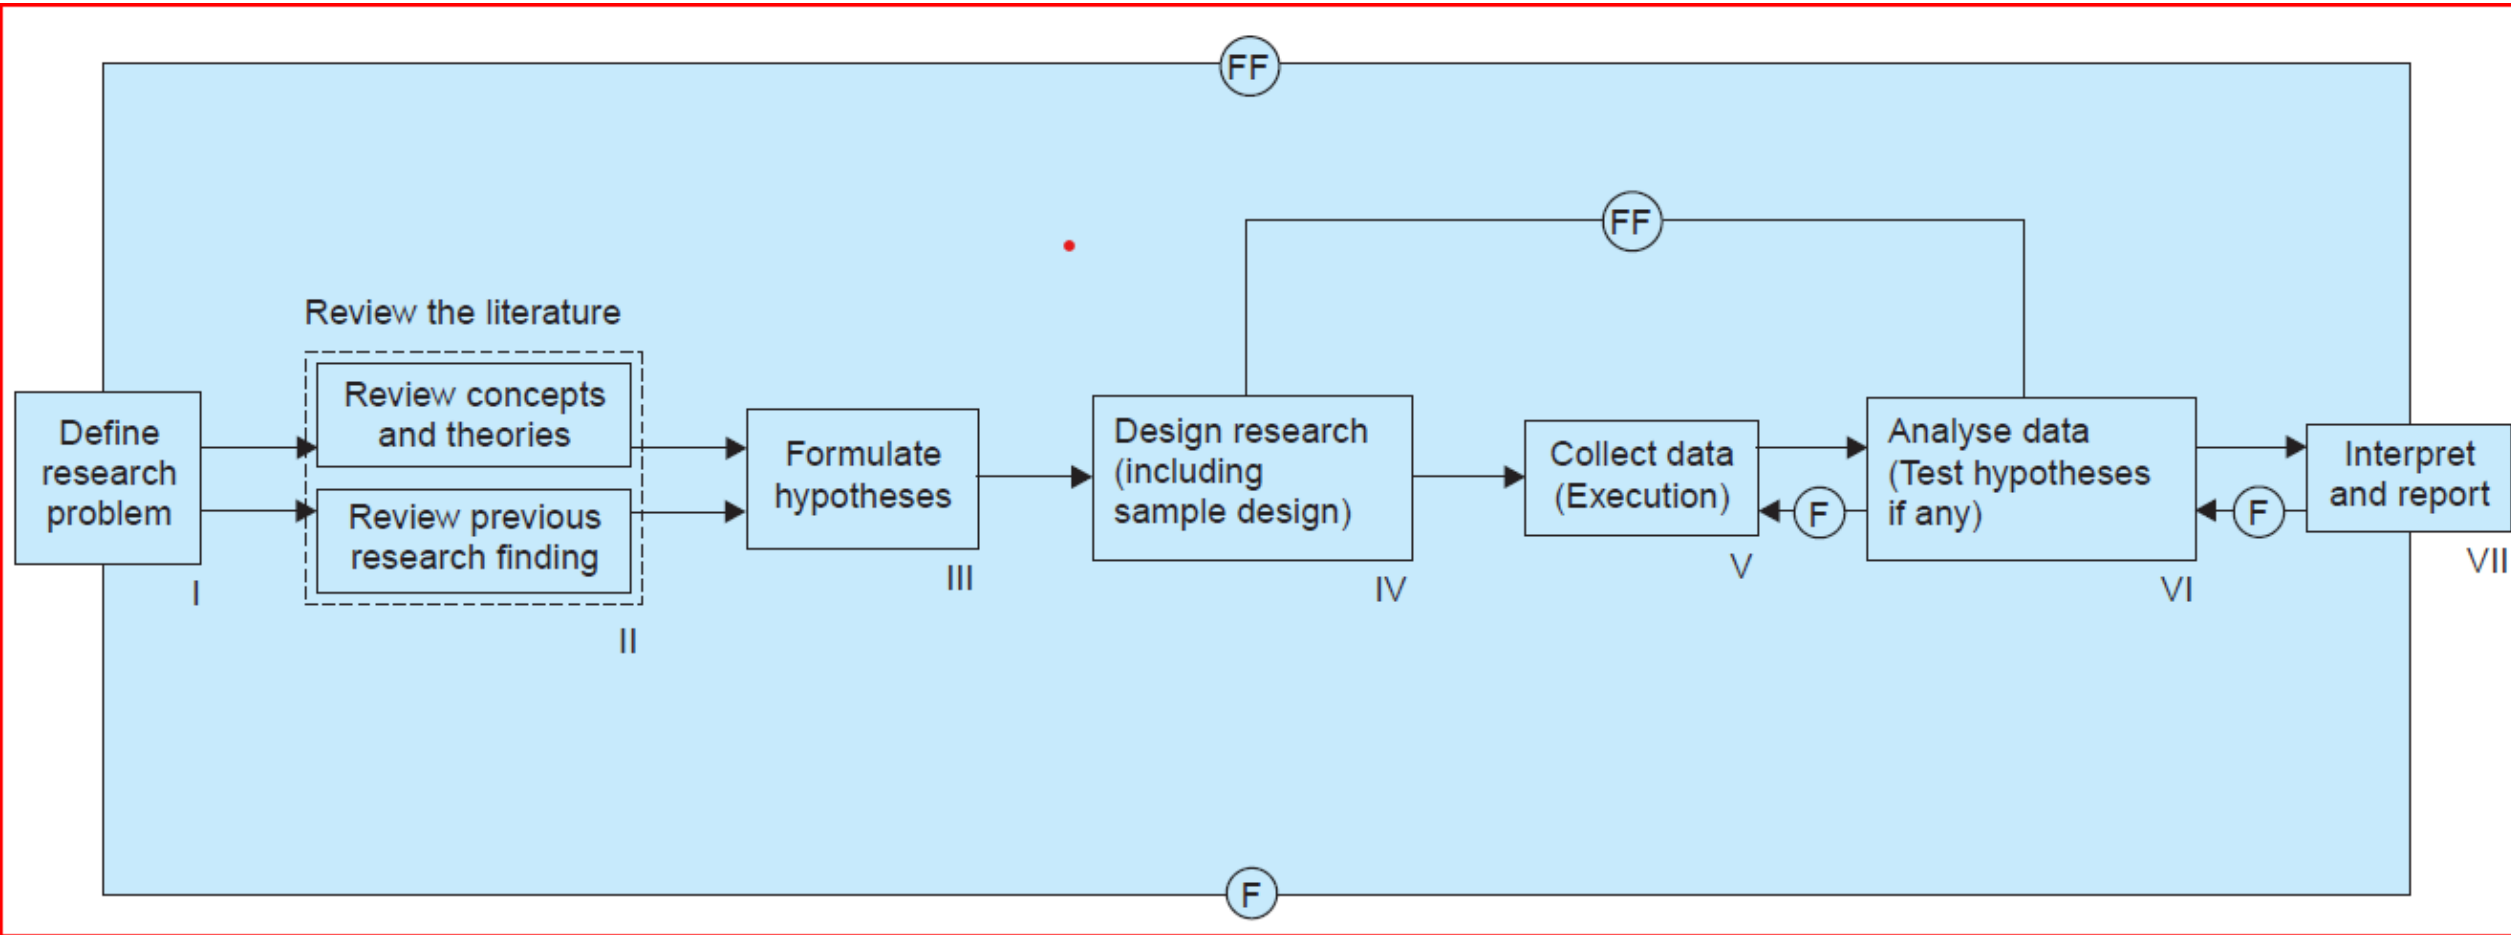 FF
FF
Review the literature
Define
research
problem
I
Review concepts
and theories
Review previous
research finding
II
Formulate
hypotheses
III
Design research
(including
sample design)
IV
Collect data
(Execution)
V
F
Analyse data
(Test hypotheses
if any)
VI
F
Interpret
and report
VII
F